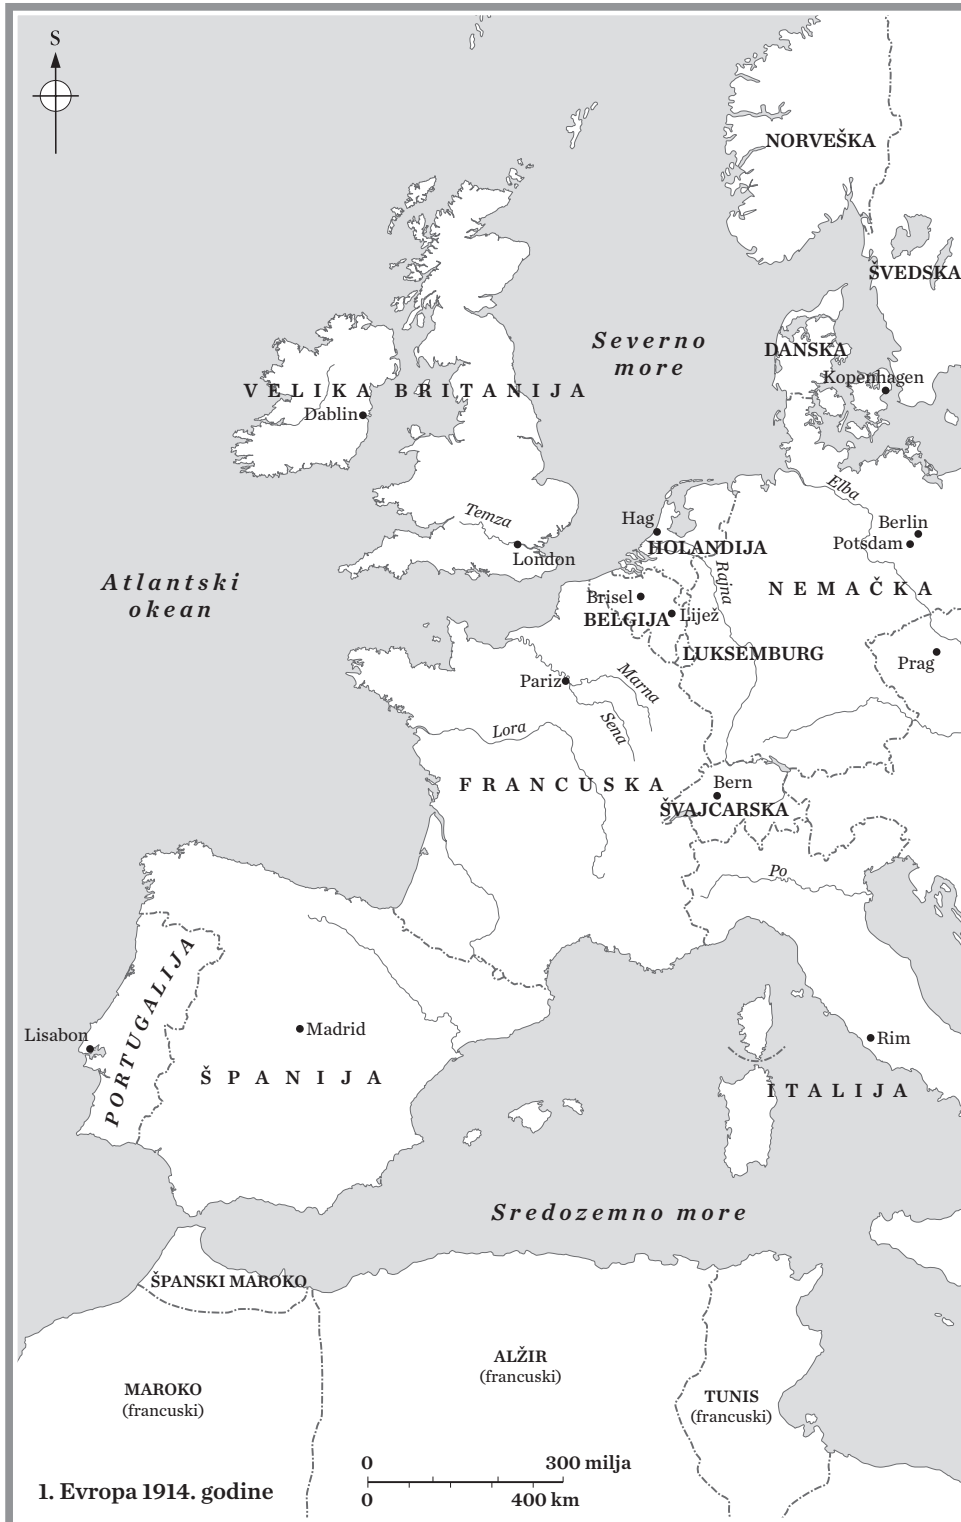 S
NORVEŠKA
ŠVEDSKA
Severno
more
DANSKA
Kopenhagen
VELIKA BRITANIJA
Dablin
Elba
Temza
Hag
Berlin
London
HOLANDIJA
Potsdam
Rajna
Atlantski
okean
NEMAČKA
Brisel
BELGIJA
Lijež
LUKSEMBURG
Prag
Pariz
Marna
Sena
Lora
FRANCUSKA
Bern
ŠVAJCARSKA
Po
PORTUGALIJA
Lisabon
Madrid
Rim
ŠPANIJA
ITALIJA
Sredozemno more
ŠPANSKI MAROKO
ALŽIR
(francuski)
MAROKO
(francuski)
TUNIS
(francuski)
0 300 milja
0 400 km
1. Evropa 1914. godine